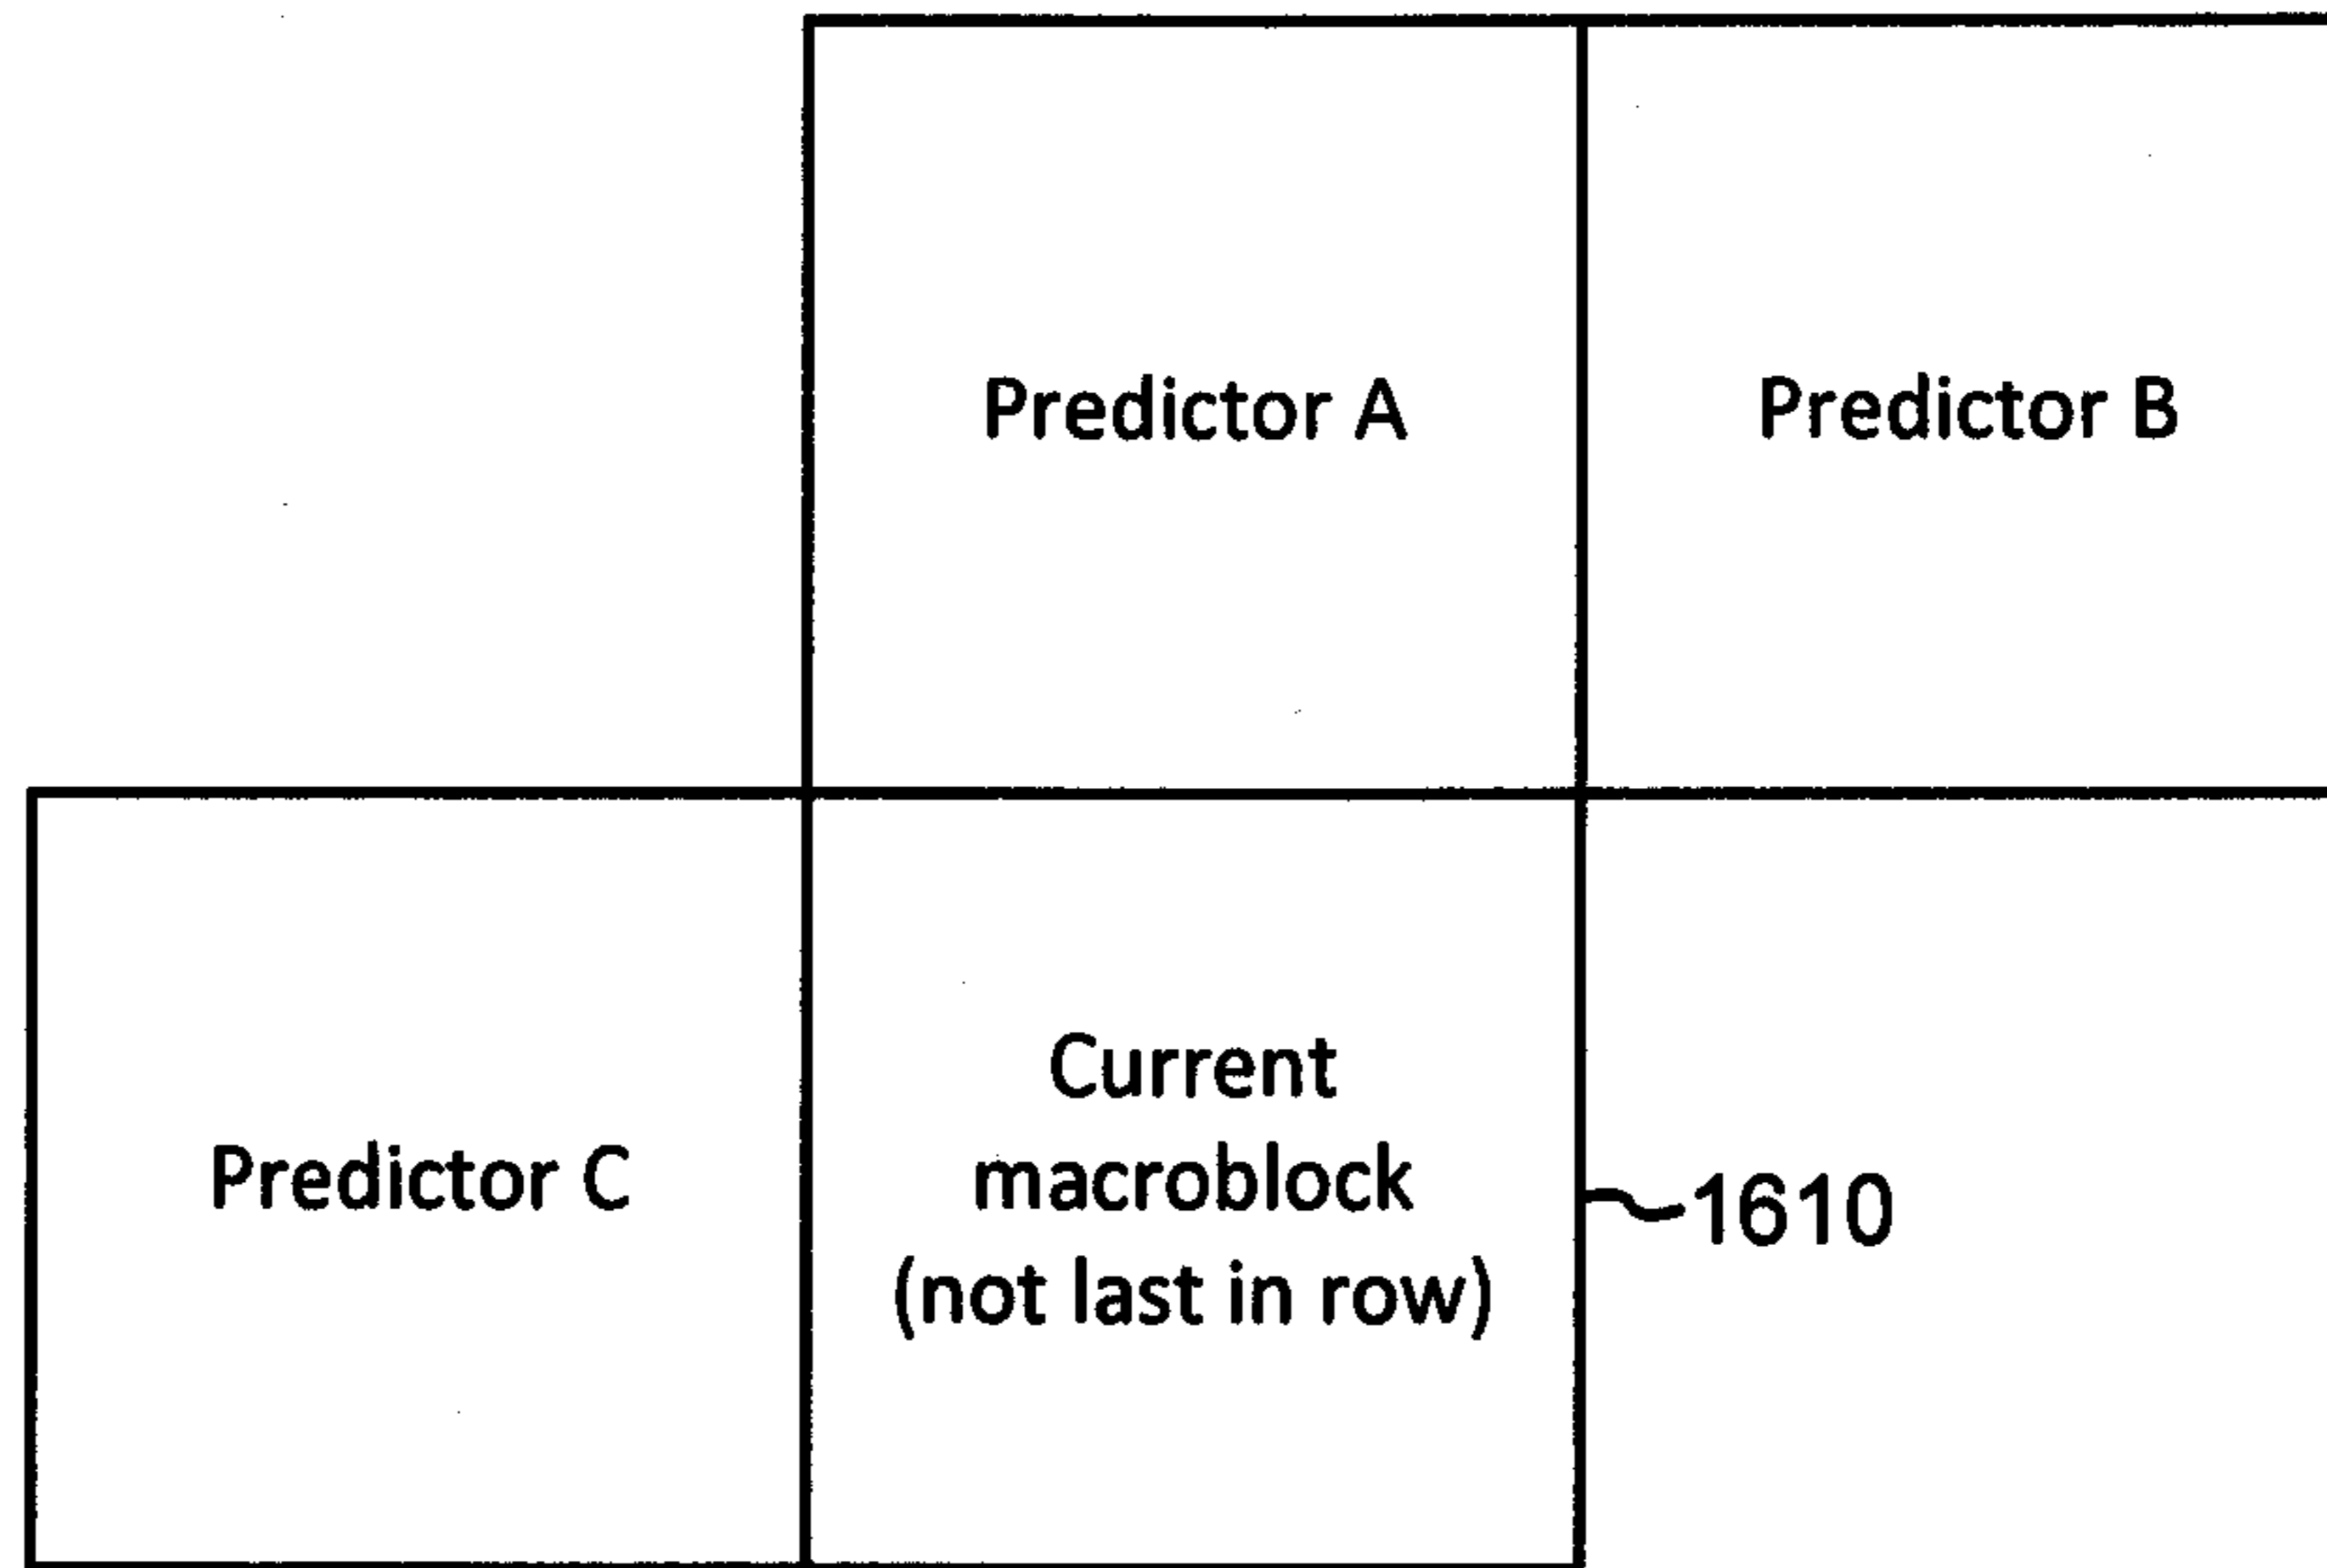 Predictor A
Predictor B
Predictor C
Current
macroblock
(not last in row)
1610